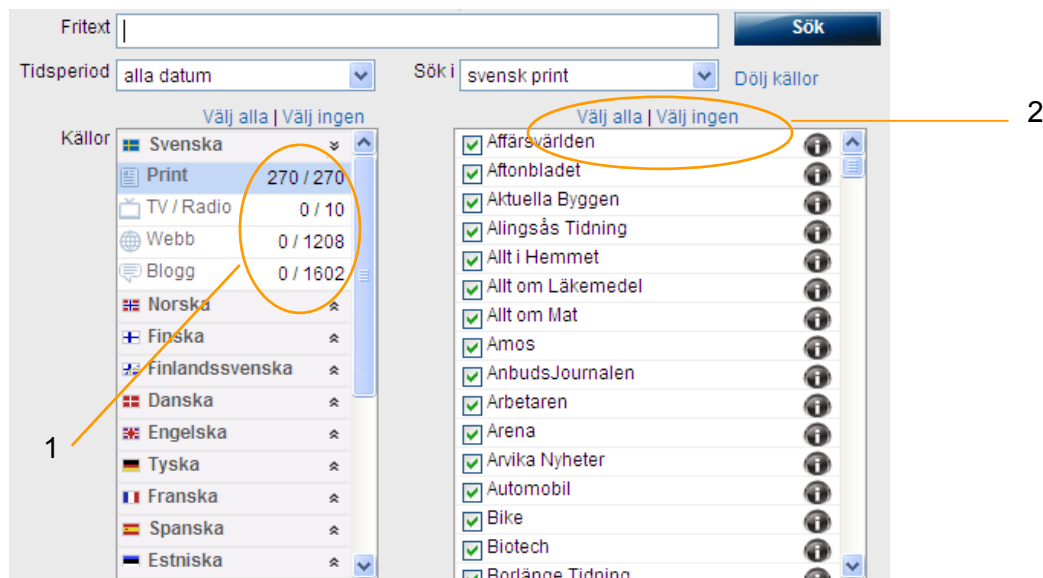 Fritext
Sök
Tidsperiod alla datum Sök i svensk print Dölj källor
Välj alla | Välj ingen
Välj alla | Välj ingen
2
Källor
Svenska
Print 270 / 270
TV / Radio 0 / 10
Webb 0 / 1208
Blogg 0 / 1602
Norska
Finska
Finlandssvenska
Danska
Engelska
Tyska
Franska
Spanska
Estniska
1
Affärsvärlden
Aftonbladet
Aktuella Byggen
Alingsås Tidning
Allt i Hemmet
Allt om Läkemedel
Allt om Mat
Amos
AnbudsJournalen
Arbetaren
Arena
Arvika Nyheter
Automobil
Bike
Biotech
Borlänge Tidning